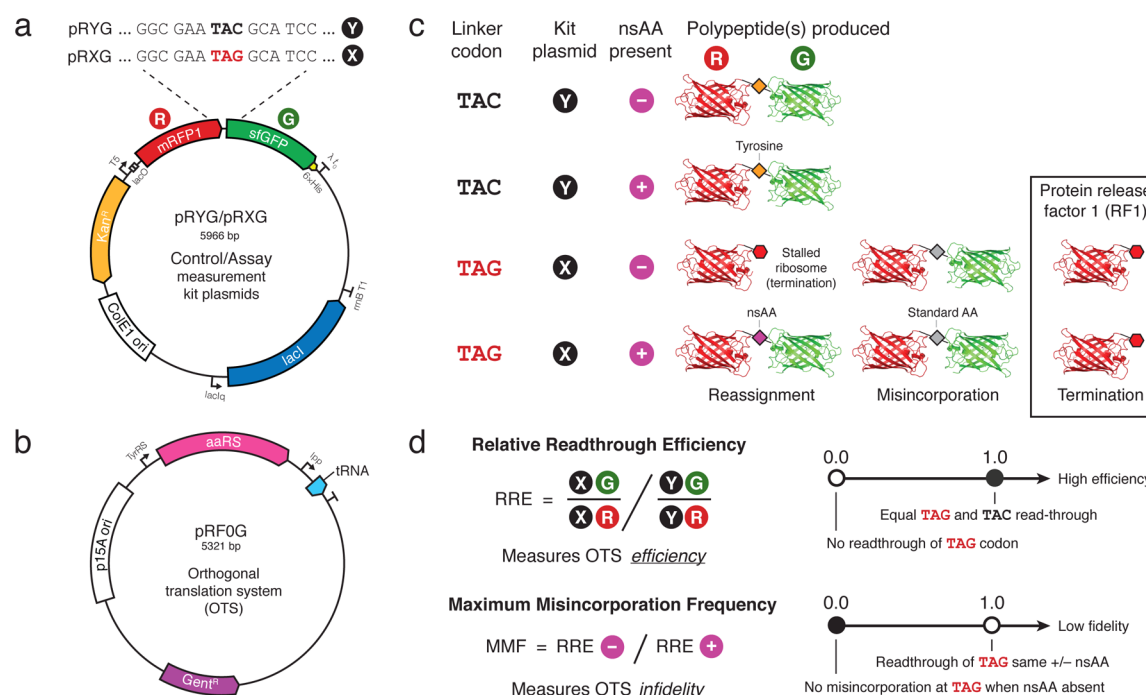 a
pRYG ... GGC GAA TAC GCA TCC ... Y
pRXG ... GGC GAA TAG GCA TCC ... X
R
G
mRFP1
sfGFP
T5
lacO
6xHis
λ t0
KanR
pRYG/pRXG
5966 bp
Control/Assay
measurement
kit plasmids
rrnB T1
ColE1 ori
lacI
lacIq
b
aaRS
TyrRS
lpp
tRNA
p15A ori
pRF0G
5321 bp
Orthogonal
translation system
(OTS)
GentR
c
Linker
codon
Kit
plasmid
nsAA
present
Polypeptide(s) produced
R
G
TAC
Y
−
Tyrosine
TAC
Y
+
Protein release
factor 1 (RF1)
TAG
X
−
Stalled
ribosome
(termination)
nsAA
Standard AA
TAG
X
+
Reassignment
Misincorporation
Termination
d
Relative Readthrough Efficiency
RRE = X G / Y G
X R Y R
Measures OTS efficiency
0.0
1.0
High efficiency
Equal TAG and TAC read-through
No readthrough of TAG codon
Maximum Misincorporation Frequency
MMF = RRE − / RRE +
Measures OTS infidelity
0.0
1.0
Low fidelity
Readthrough of TAG same +/– nsAA
No misincorporation at TAG when nsAA absent